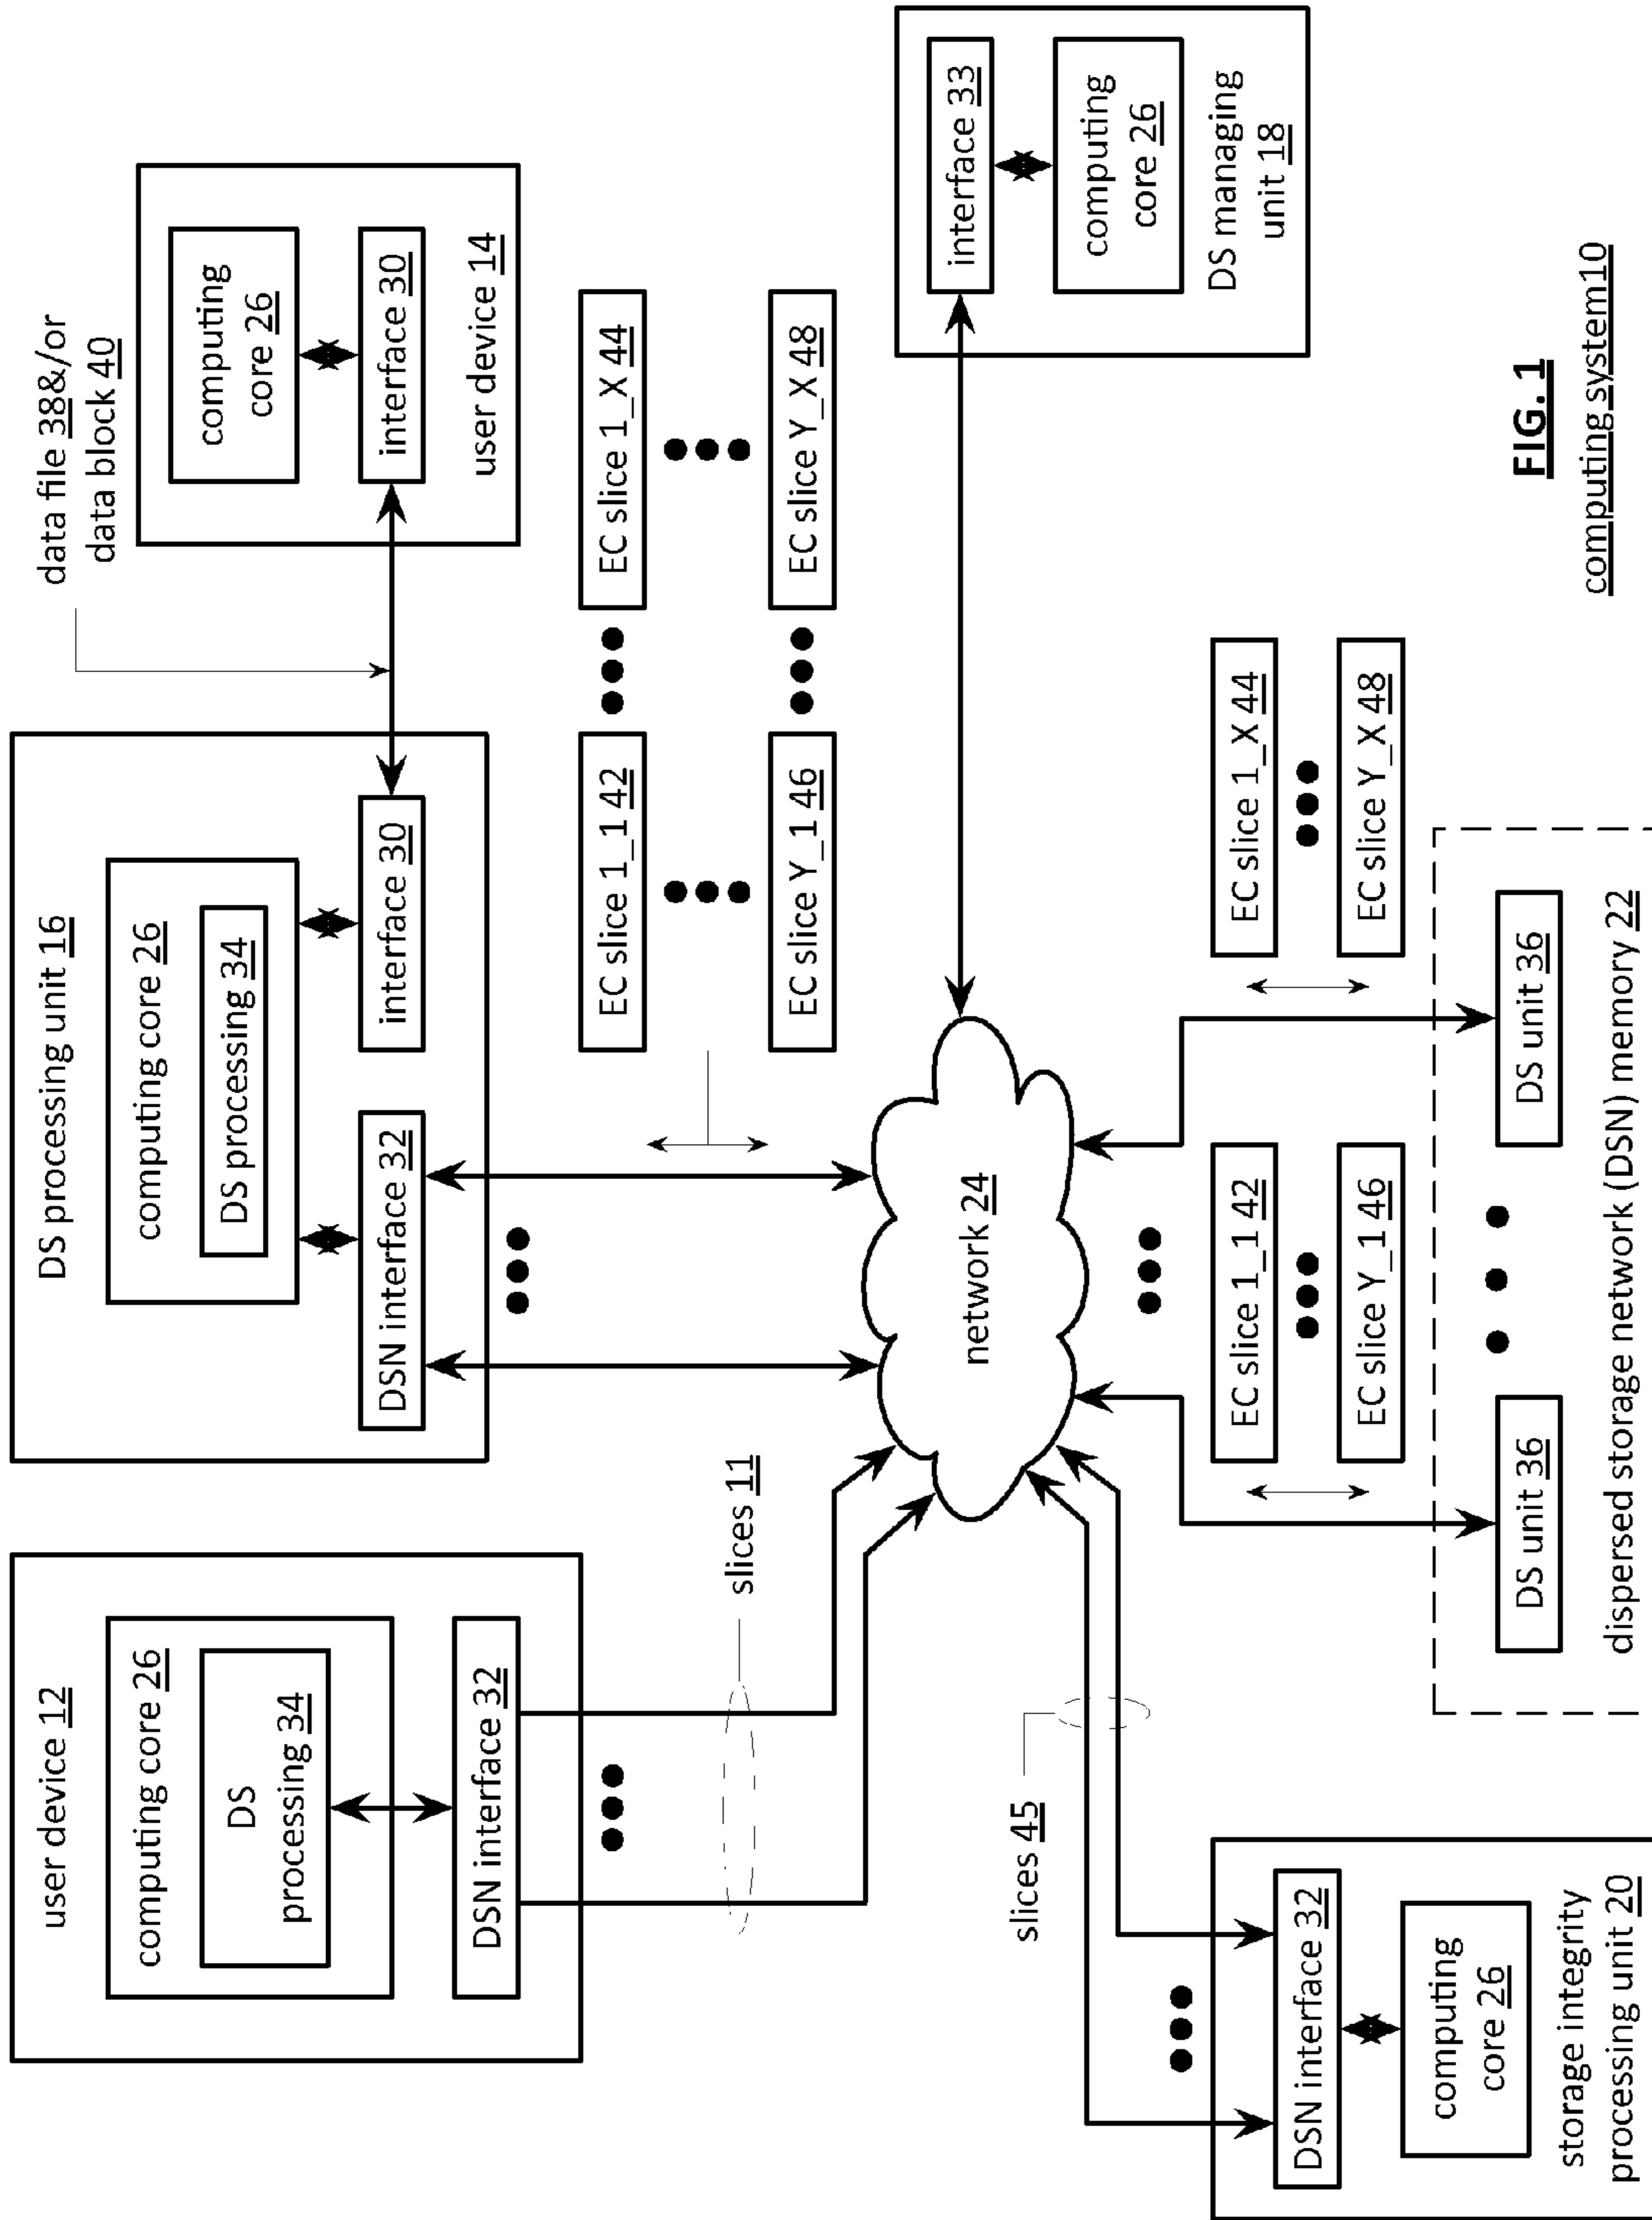 user device 12
computing core 26
DS
processing 34
DSN interface 32
slices 11
DS processing unit 16
computing core 26
DS processing 34
DSN interface 32
interface 30
data file 38&/or
data block 40
computing
core 26
interface 30
user device 14
EC slice 1_1 42
EC slice 1_X 44
EC slice Y_1 46
EC slice Y_X 48
network 24
interface 33
computing
core 26
DS managing
unit 18
slices 45
DSN interface 32
computing
core 26
storage integrity
processing unit 20
EC slice 1_1 42
EC slice Y_1 46
EC slice 1_X 44
EC slice Y_X 48
DS unit 36
DS unit 36
dispersed storage network (DSN) memory 22
FIG. 1
computing system10